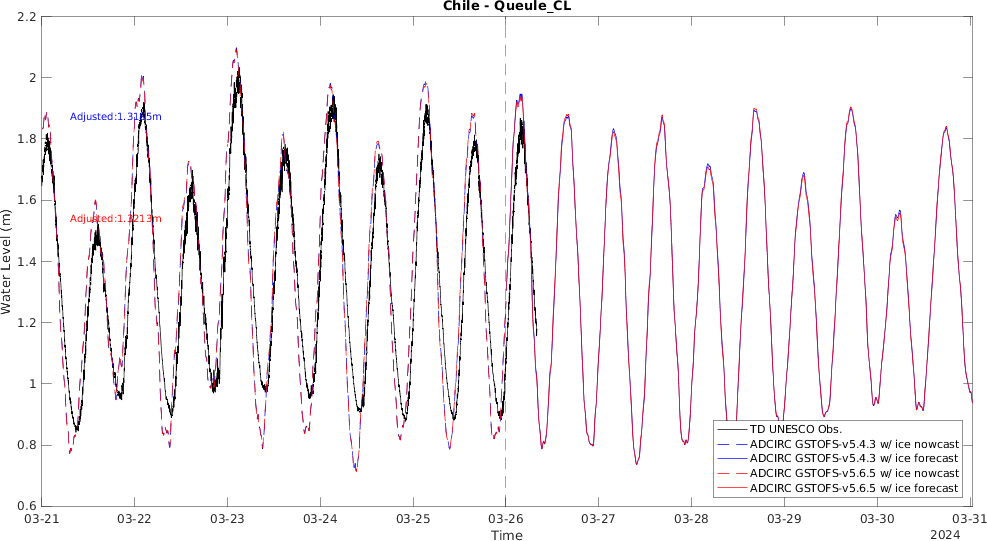 Chile - Queule_CL
2.2
2
1.8
1.6
1.4
1.2
1
0.8
0.6
Water Level (m)
Adjusted:1.3213m
TD UNESCO Obs.
ADCIRC GSTOFS-v5.4.3 w/ ice nowcast
ADCIRC GSTOFS-v5.4.3 w/ ice forecast
ADCIRC GSTOFS-v5.6.5 w/ ice nowcast
ADCIRC GSTOFS-v5.6.5 w/ ice forecast
03-21 03-22 03-23 03-24 03-25 03-26 03-27 03-28 03-29 03-30 03-31
Time
2024